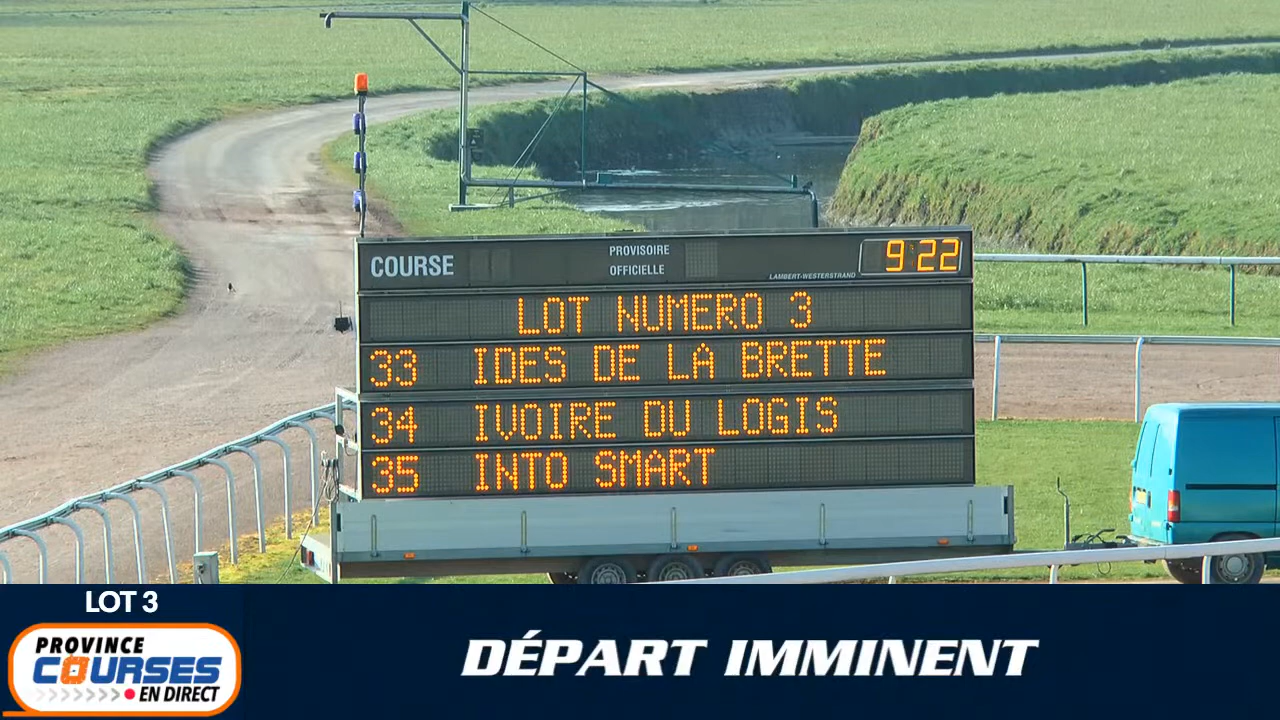 COURSE
PROVISOIRE
OFFICIELLE
LAMBERT-WESTERSTRAND
9:22
LOT NUMERO 3
33 IDES DE LA BRETTE
34 IVOIRE DU LOGIS
35 INTO SMART
LOT 3
PROVINCE
COURSES
EN DIRECT
DÉPART IMMINENT